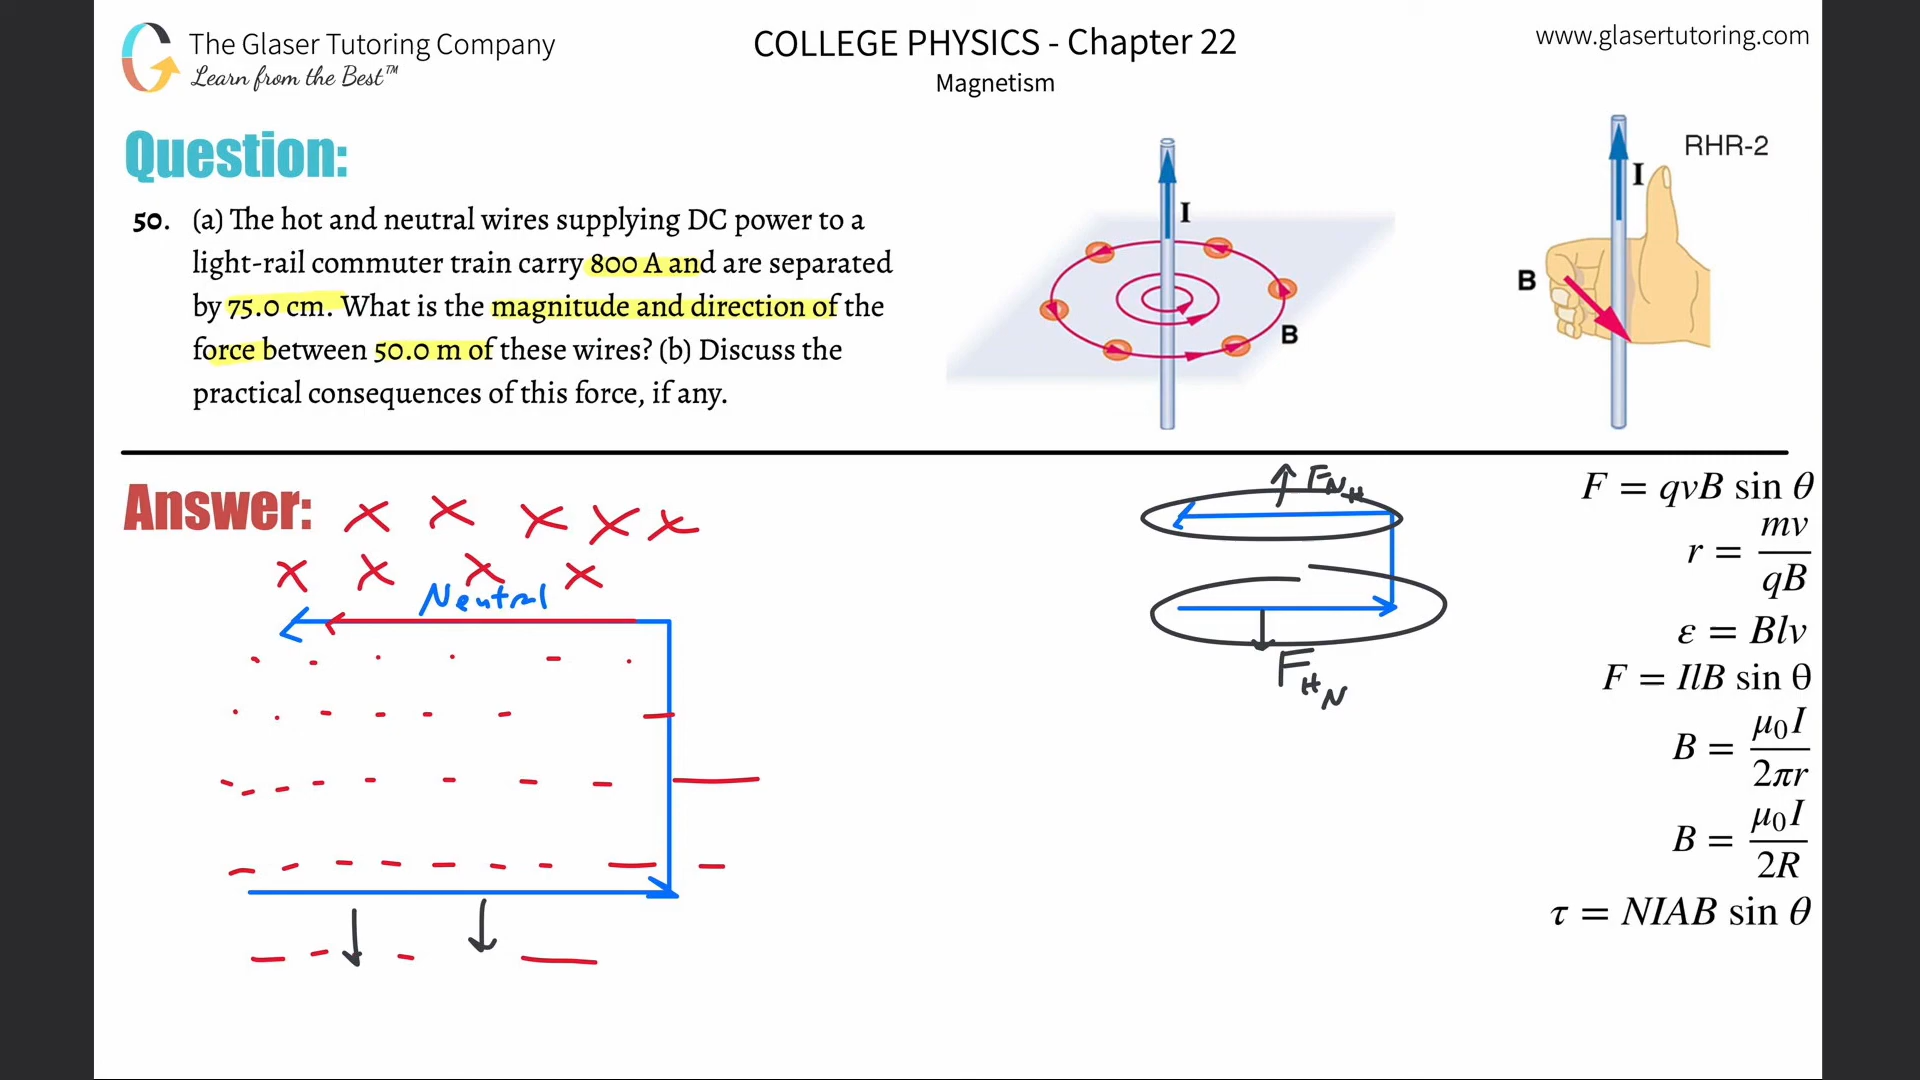 The Glaser Tutoring Company
Learn from the Best™
COLLEGE PHYSICS - Chapter 22
Magnetism
www.glasertutoring.com
Question:
50. (a) The hot and neutral wires supplying DC power to a
light-rail commuter train carry 800 A and are separated
by 75.0 cm. What is the magnitude and direction of the
force between 50.0 m of these wires? (b) Discuss the
practical consequences of this force, if any.
I
B
RHR-2
I
B
Answer:
Neutral
F_N_H
F_H_N
F = qvB sin θ
r = mv / qB
ε = Blv
F = IlB sin θ
B = μ₀I / 2πr
B = μ₀I / 2R
τ = NIAB sin θ